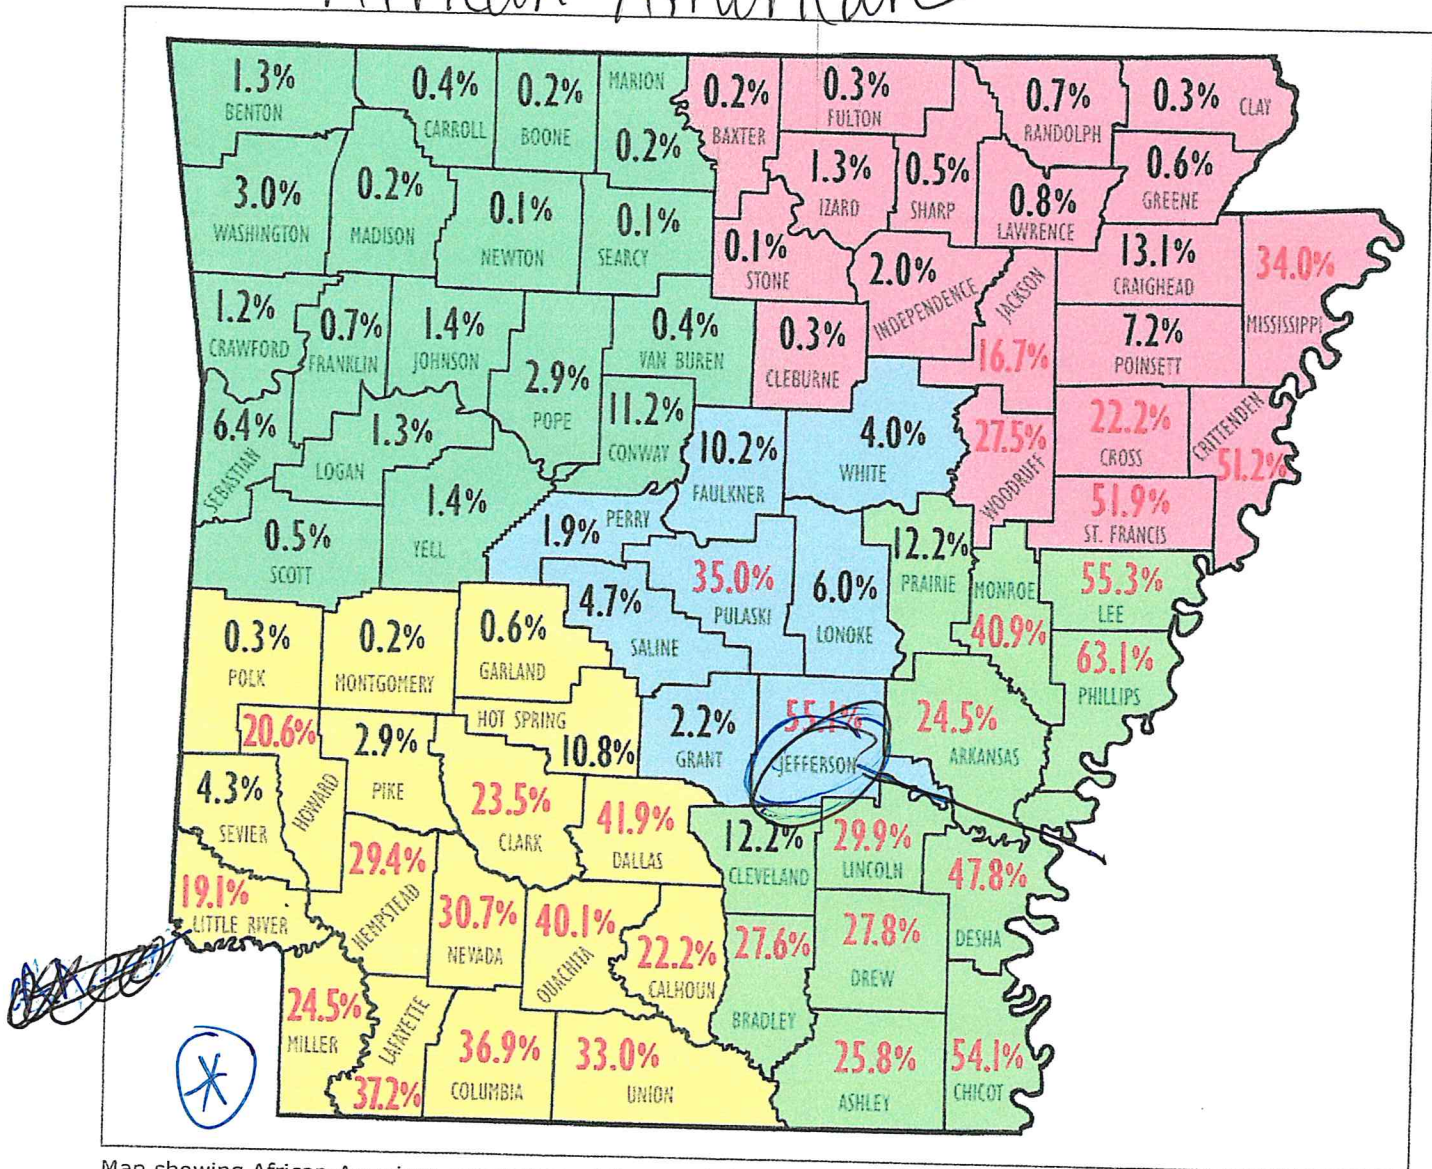 African American
1.3%
BENTON
0.4%
CARROLL
0.2%
BOONE
MARION
0.2%
0.2%
BAXTER
0.3%
FULTON
0.7%
RANDOLPH
0.3% CLAY
3.0%
WASHINGTON
0.2%
MADISON
0.1%
NEWTON
0.1%
SEARCY
0.1%
STONE
1.3%
IZARD
0.5%
SHARP
0.8%
LAWRENCE
0.6%
GREENE
2.0%
INDEPENDENCE
JACKSON
16.7%
13.1%
CRAIGHEAD
34.0%
MISSISSIPPI
1.2%
CRAWFORD
0.7%
FRANKLIN
1.4%
JOHNSON
2.9%
POPE
0.4%
VAN BUREN
0.3%
CLEBURNE
7.2%
POINSETT
6.4%
SEBASTIAN
1.3%
LOGAN
11.2%
CONWAY
10.2%
FAULKNER
4.0%
WHITE
27.5%
WOODRUFF
22.2%
CROSS
CRITTENDEN
51.2%
0.5%
SCOTT
1.4%
YELL
1.9% PERRY
35.0%
PULASKI
6.0%
LONOKE
12.2%
PRAIRIE
MONROE
40.9%
51.9%
ST. FRANCIS
55.3%
LEE
0.3%
POLK
0.2%
MONTGOMERY
0.6%
GARLAND
4.7%
SALINE
63.1%
PHILLIPS
20.6%
HOWARD
2.9%
PIKE
HOT SPRING
10.8%
2.2%
GRANT
55.1%
JEFFERSON
24.5%
ARKANSAS
4.3%
SEVIER
23.5%
CLARK
41.9%
DALLAS
12.2%
CLEVELAND
29.9%
LINCOLN
47.8%
DESHA
19.1%
LITTLE RIVER
29.4%
HEMPSTEAD
30.7%
NEVADA
40.1%
OUACHITA
22.2%
CALHOUN
27.6%
BRADLEY
27.8%
DREW
24.5%
MILLER
LAFAYETTE
37.2%
36.9%
COLUMBIA
33.0%
UNION
25.8%
ASHLEY
54.1%
CHICOT
Map showing African American